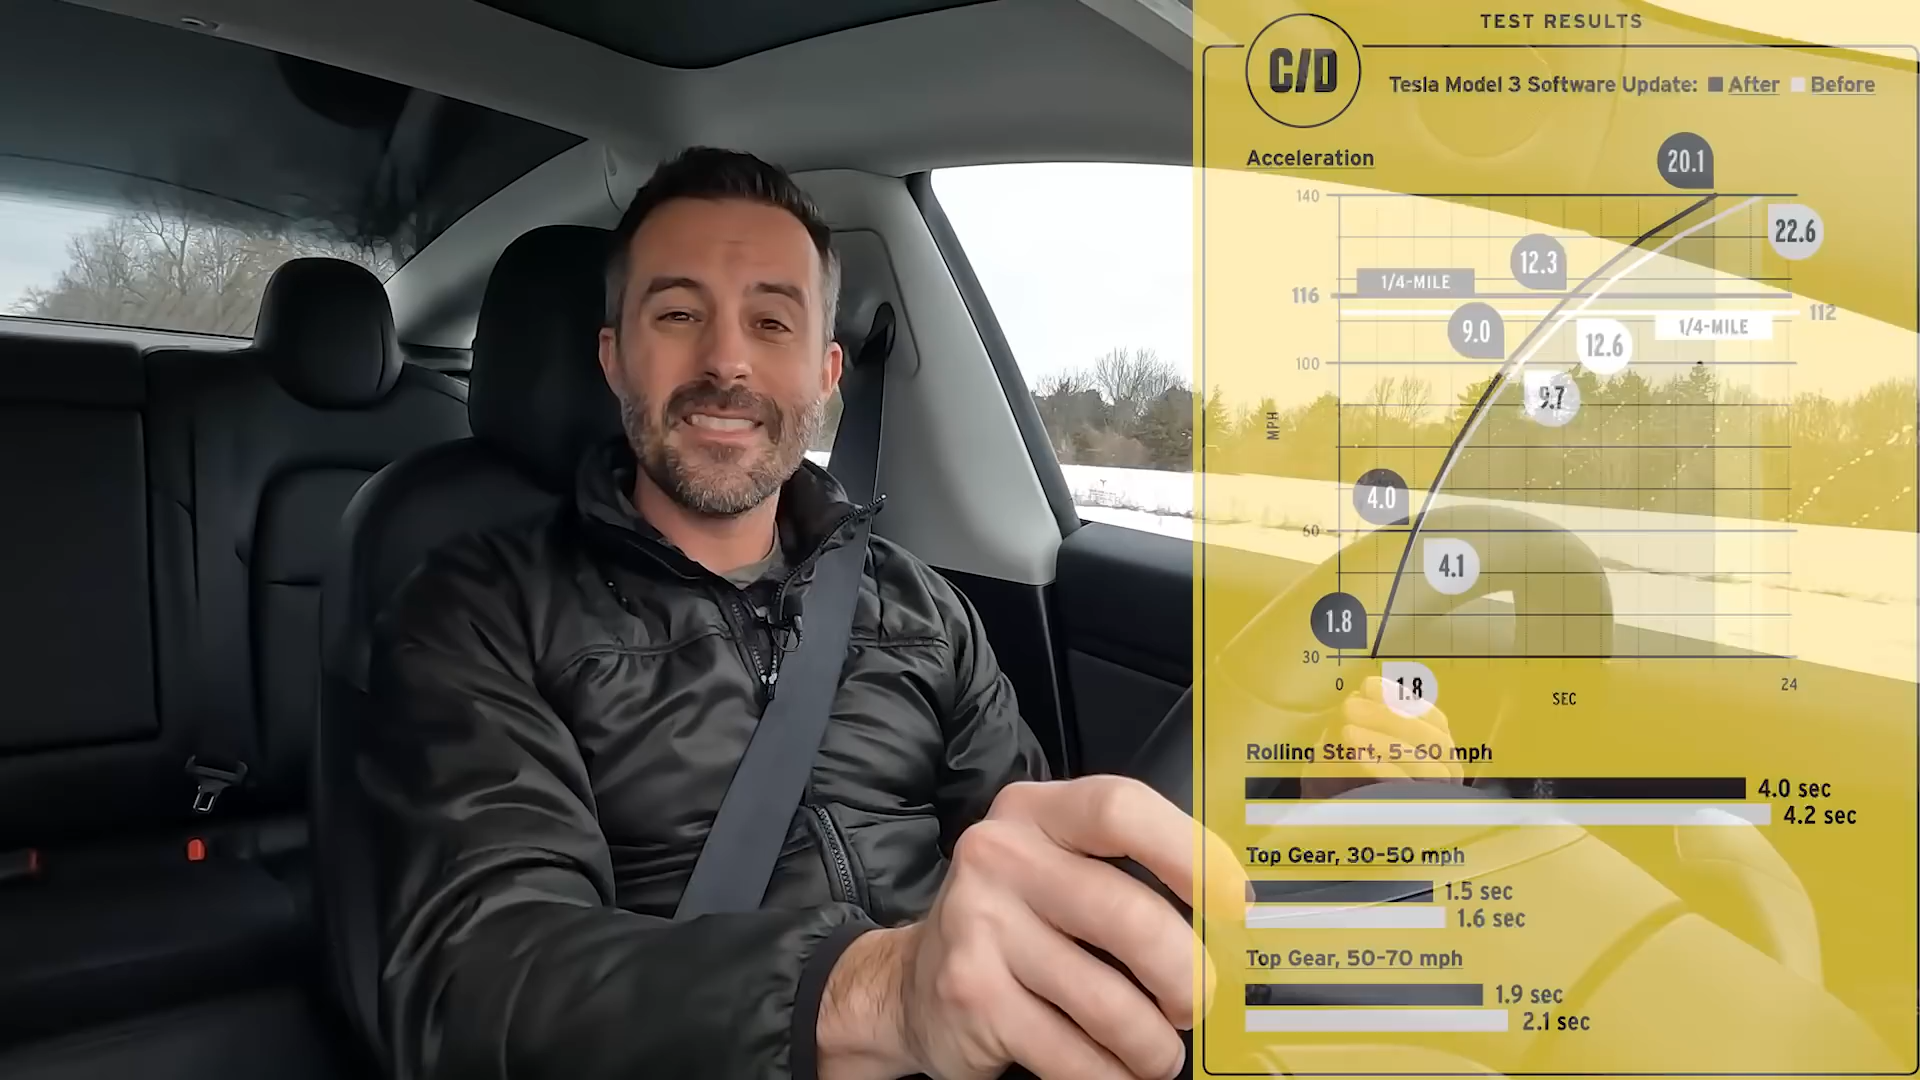 TEST RESULTS
C/D
Tesla Model 3 Software Update: After Before
Acceleration
20.1
140
22.6
12.3
1/4-MILE
116
112
9.0
1/4-MILE
12.6
100
9.7
MPH
4.0
60
4.1
1.8
30
0
1.8
SEC
24
Rolling Start, 5-60 mph
4.0 sec
4.2 sec
Top Gear, 30-50 mph
1.5 sec
1.6 sec
Top Gear, 50-70 mph
1.9 sec
2.1 sec